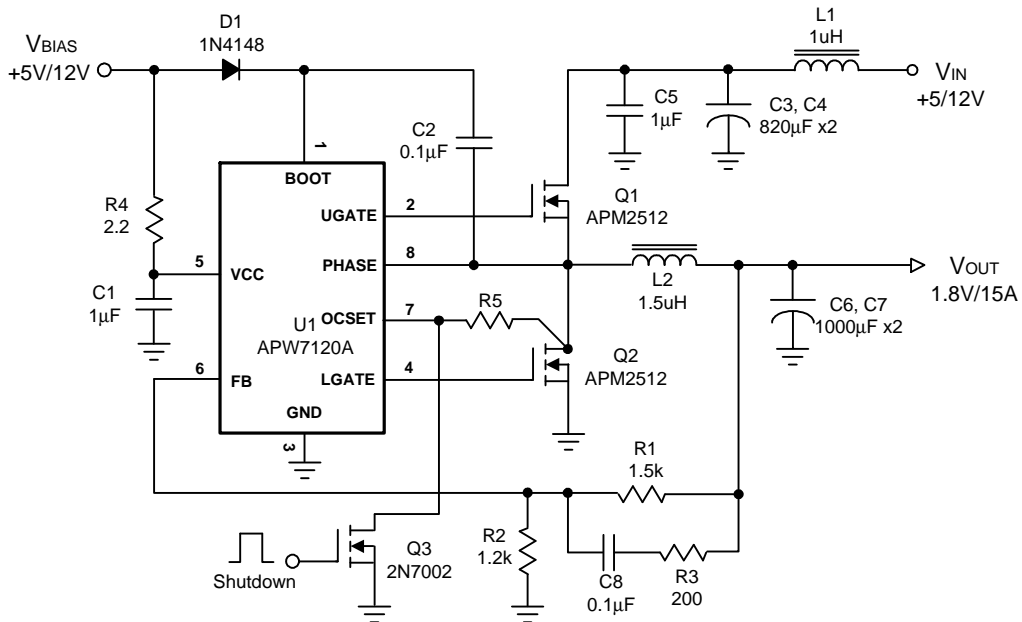 D1
1N4148
L1
1uH
VBIAS
+5V/12V
VIN
+5/12V
C5
1µF
C3, C4
820µF x2
C2
0.1µF
1
BOOT
Q1
APM2512
R4
2.2
UGATE
2
PHASE
8
5
VCC
L2
1.5uH
VOUT
1.8V/15A
C1
1µF
OCSET
7
R5
U1
APW7120A
C6, C7
1000µF x2
Q2
APM2512
6
FB
LGATE
4
GND
3
R1
1.5k
R2
1.2k
Shutdown
Q3
2N7002
C8
0.1µF
R3
200